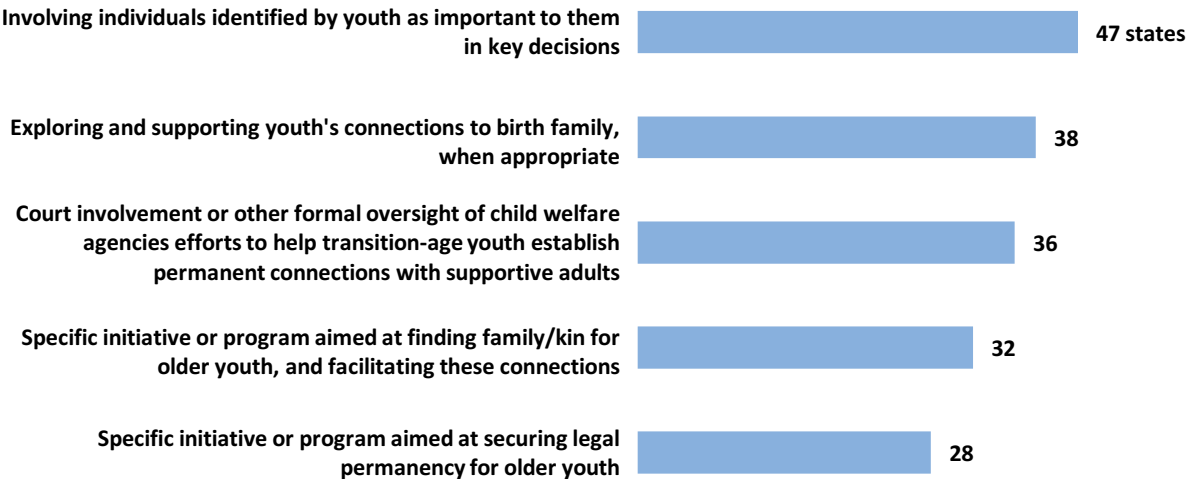 Involving individuals identified by youth as important to them
in key decisions
47 states
Exploring and supporting youth's connections to birth family,
when appropriate
38
Court involvement or other formal oversight of child welfare
agencies efforts to help transition-age youth establish
permanent connections with supportive adults
36
Specific initiative or program aimed at finding family/kin for
older youth, and facilitating these connections
32
Specific initiative or program aimed at securing legal
permanency for older youth
28